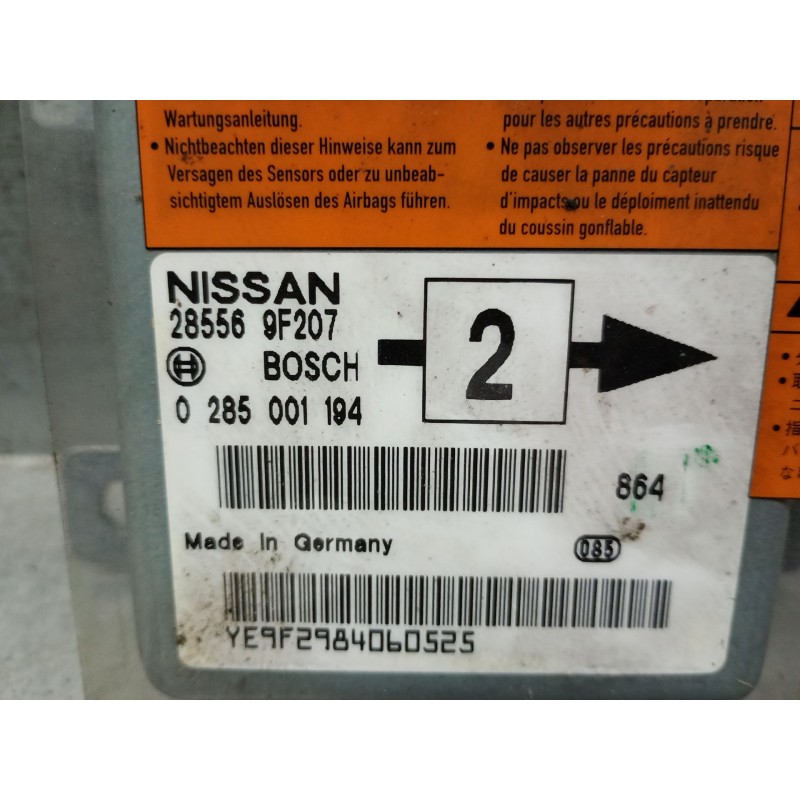 Wartungsanleitung.
• Nichtbeachten dieser Hinweise kann zum
Versagen des Sensors oder zu unbeab-
sichtigtem Auslösen des Airbags führen.
pour les autres précautions à prendre.
• Ne pas observer les précautions risque
de causer la panne du capteur
d'impacts ou le déploiment inattendu
du coussin gonflable.
NISSAN
28556 9F207
BOSCH
0 285 001 194
2
864
Made in Germany
085
YE9F2984060525